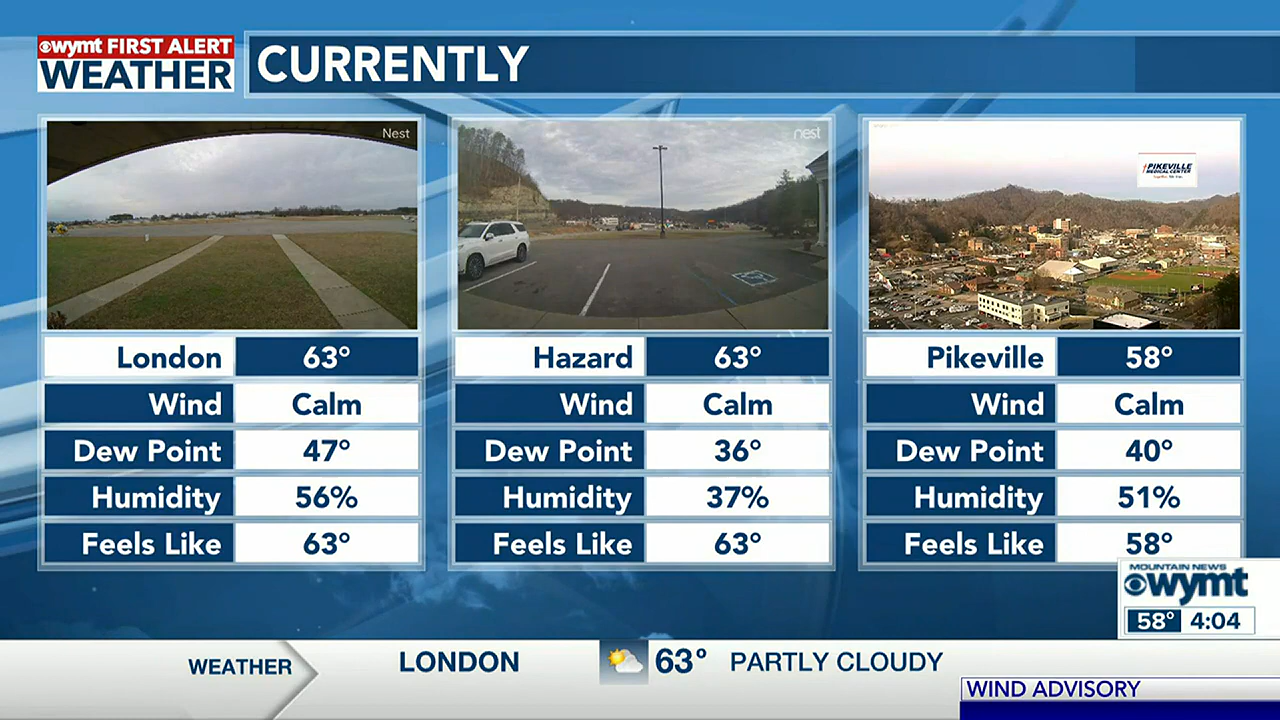 wymt FIRST ALERT
WEATHER
CURRENTLY
Nest
nest
PIKEVILLE
MEDICAL CENTER
London 63°
Wind Calm
Dew Point 47°
Humidity 56%
Feels Like 63°
Hazard 63°
Wind Calm
Dew Point 36°
Humidity 37%
Feels Like 63°
Pikeville 58°
Wind Calm
Dew Point 40°
Humidity 51%
Feels Like 58°
MOUNTAIN NEWS
wymt
58° 4:04
WEATHER LONDON 63° PARTLY CLOUDY
WIND ADVISORY